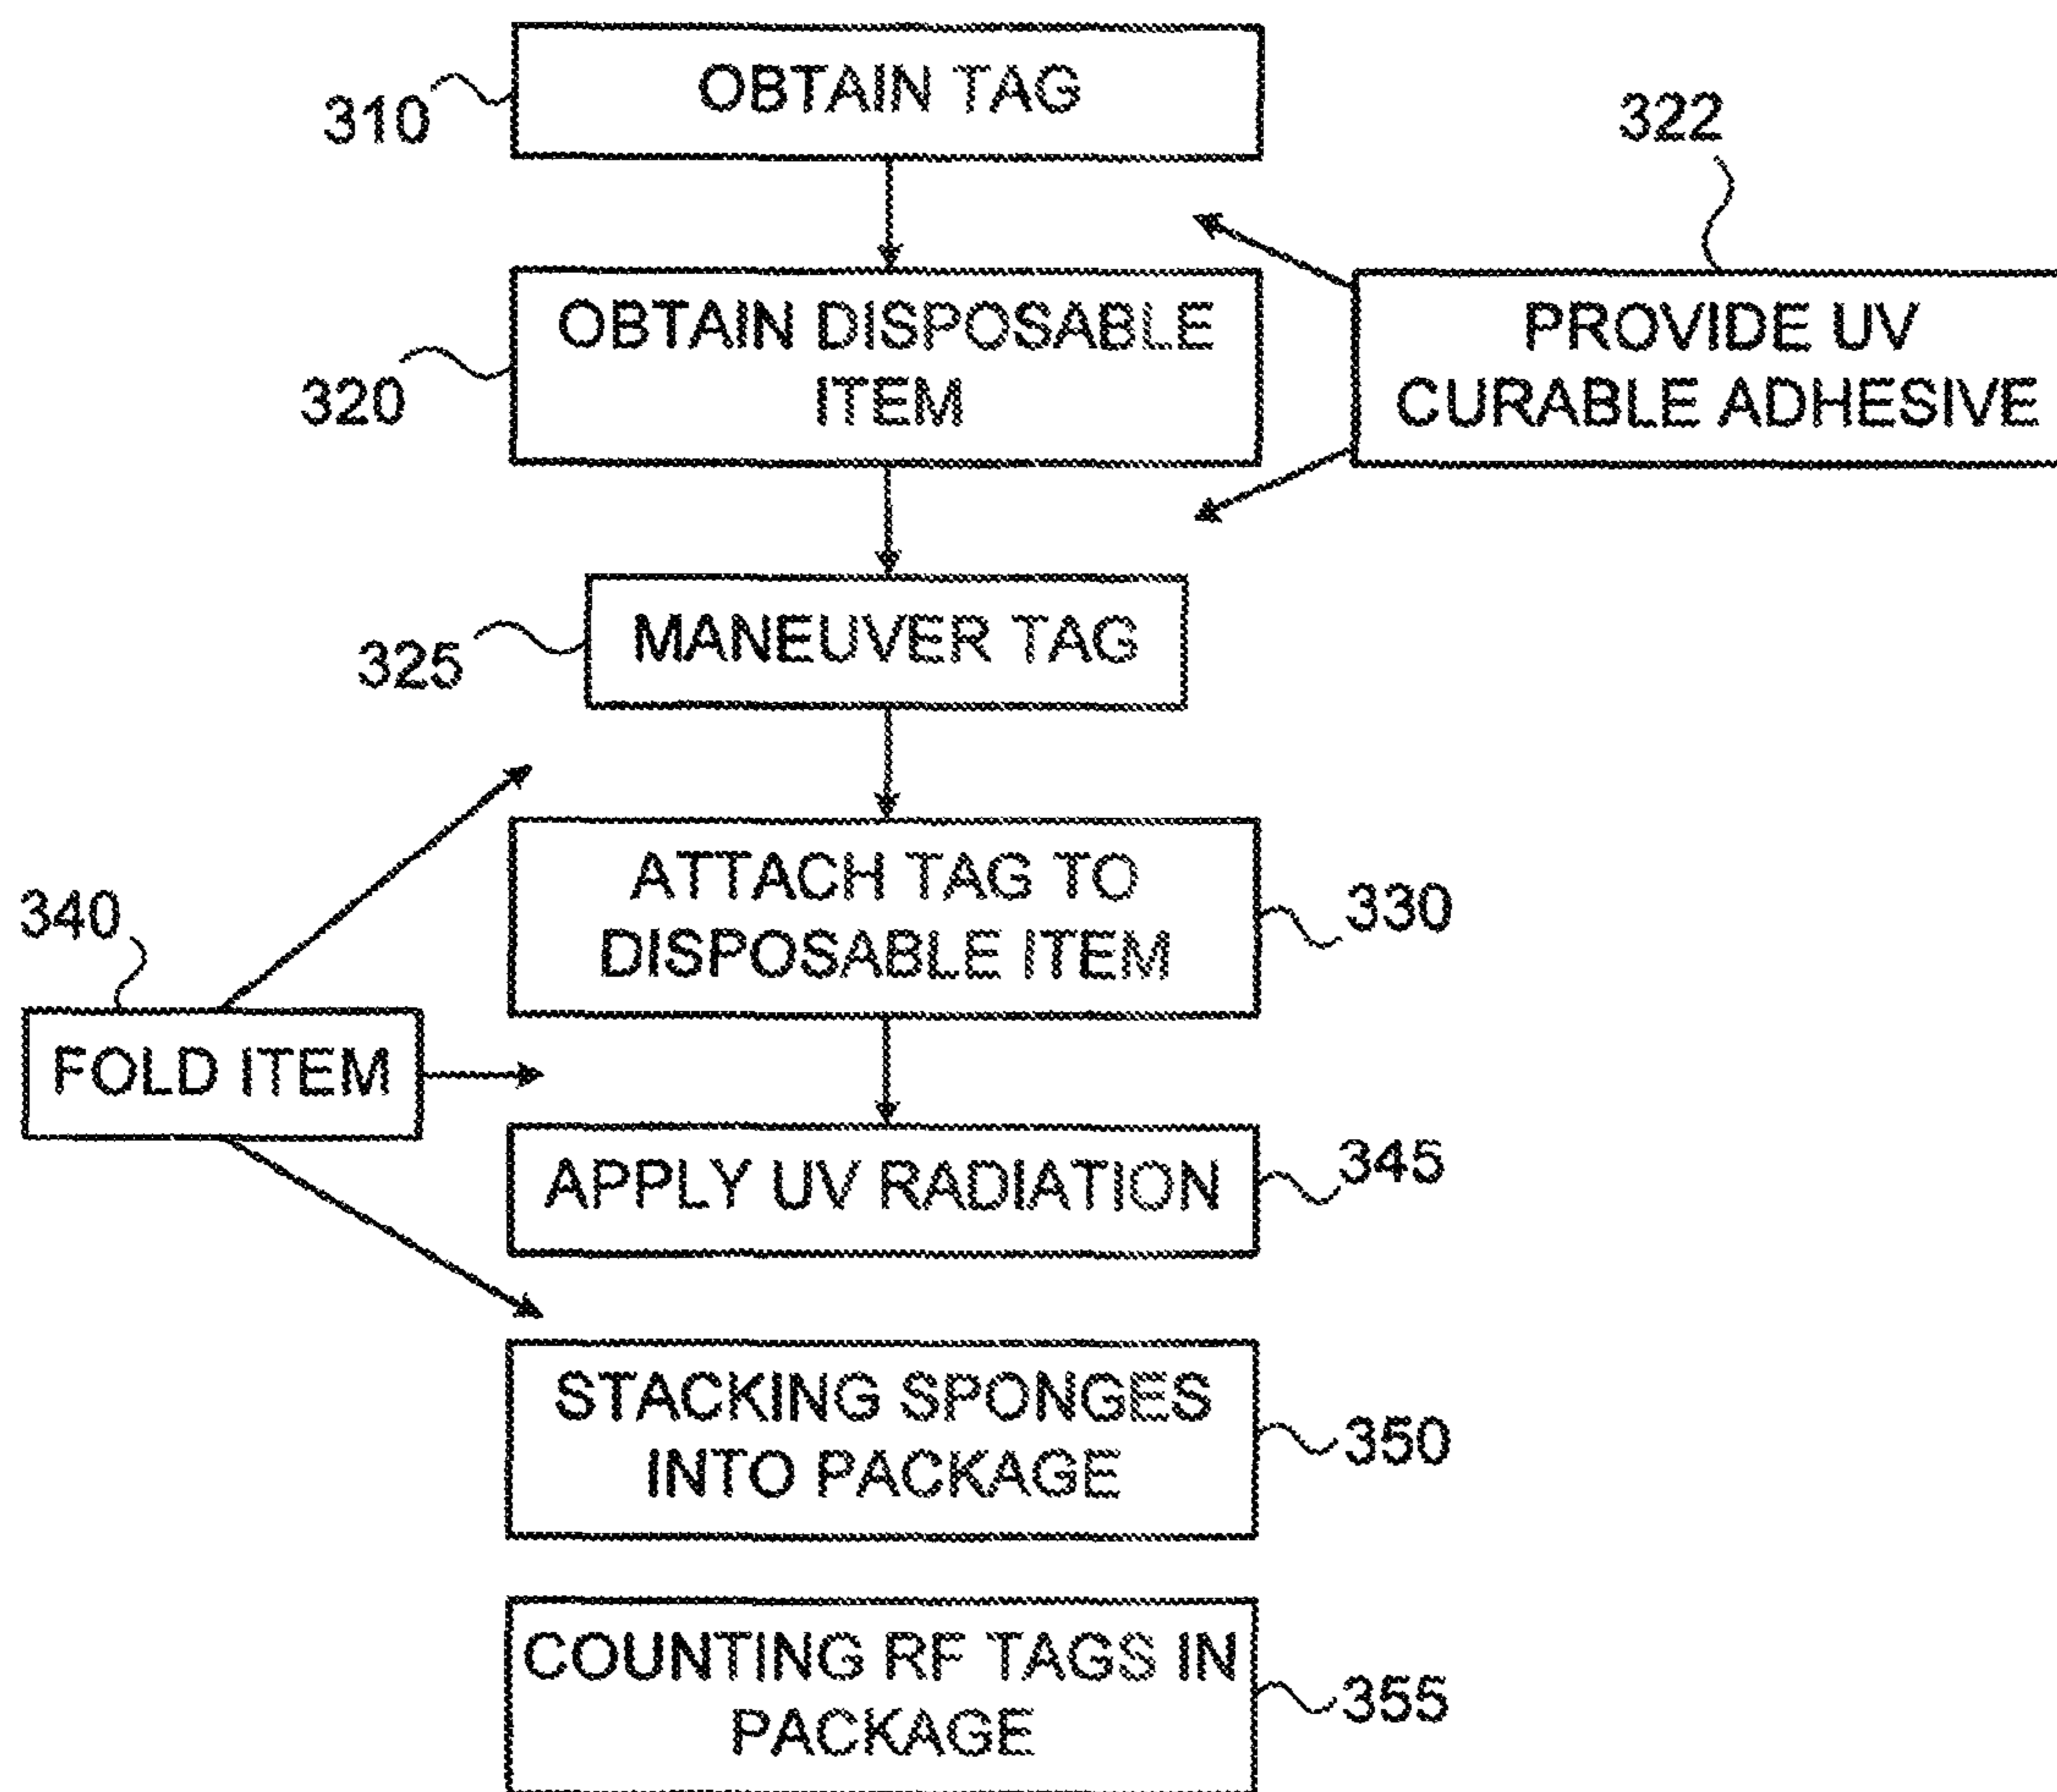 OBTAIN TAG
310
322
OBTAIN DISPOSABLE
ITEM
320
PROVIDE UV
CURABLE ADHESIVE
MANEUVER TAG
325
ATTACH TAG TO
DISPOSABLE ITEM
330
340
FOLD ITEM
APPLY UV RADIATION
345
STACKING SPONGES
INTO PACKAGE
350
COUNTING RF TAGS IN
PACKAGE
355